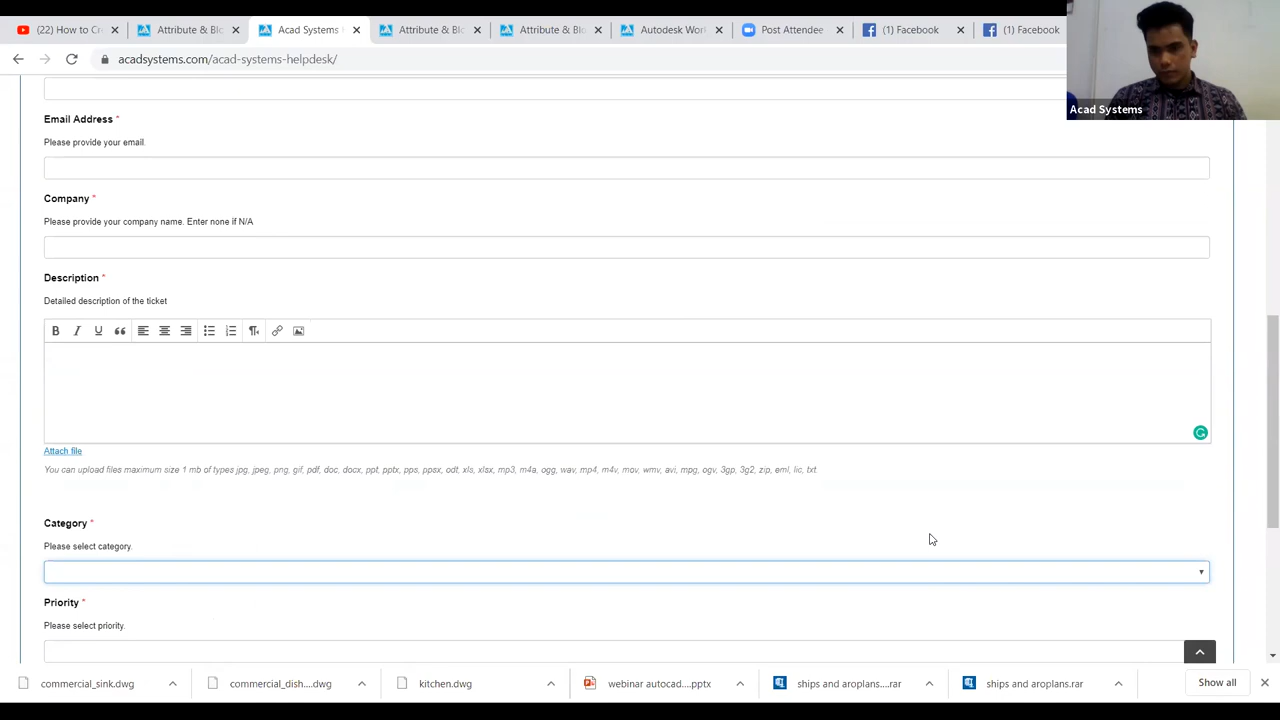 (22) How to Cr
Attribute & Blo
Acad Systems
Attribute & Bl
Attribute & Blo
Autodesk Wor
Post Attendee
(1) Facebook
(1) Facebook
acadsystems.com/acad-systems-helpdesk/
Acad Systems
Email Address *
Please provide your email.
Company *
Please provide your company name. Enter none if N/A
Description *
Detailed description of the ticket
B I U
Attach file
You can upload files maximum size 1 mb of types jpg, jpeg, png, gif, pdf, doc, docx, ppt, pptx, pps, ppsx, odt, xls, xlsx, mp3, m4a, ogg, wav, mp4, m4v, mov, wmv, avi, mpg, ogv, 3gp, 3g2, zip, eml, lic, txt.
Category *
Please select category.
Priority *
Please select priority.
commercial_sink.dwg
commercial_dish....dwg
kitchen.dwg
webinar autocad....pptx
ships and aroplans....rar
ships and aroplans.rar
Show all